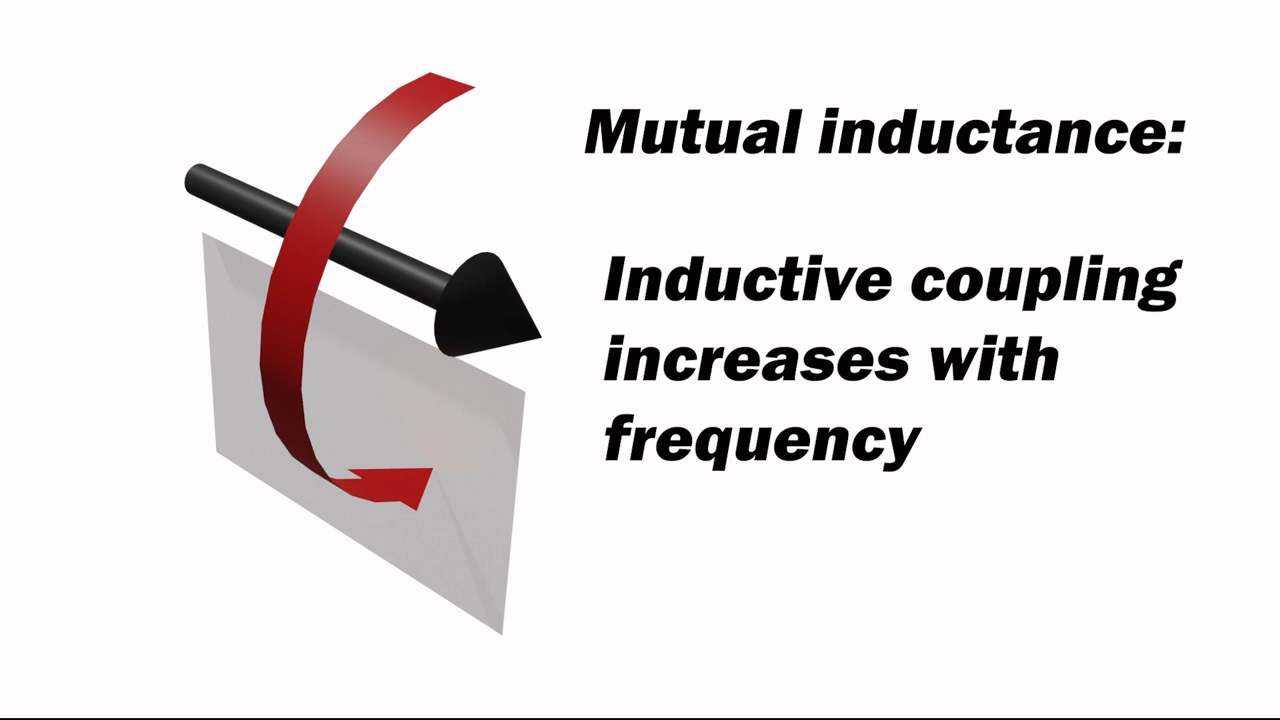 Mutual inductance:
Inductive coupling
increases with
frequency